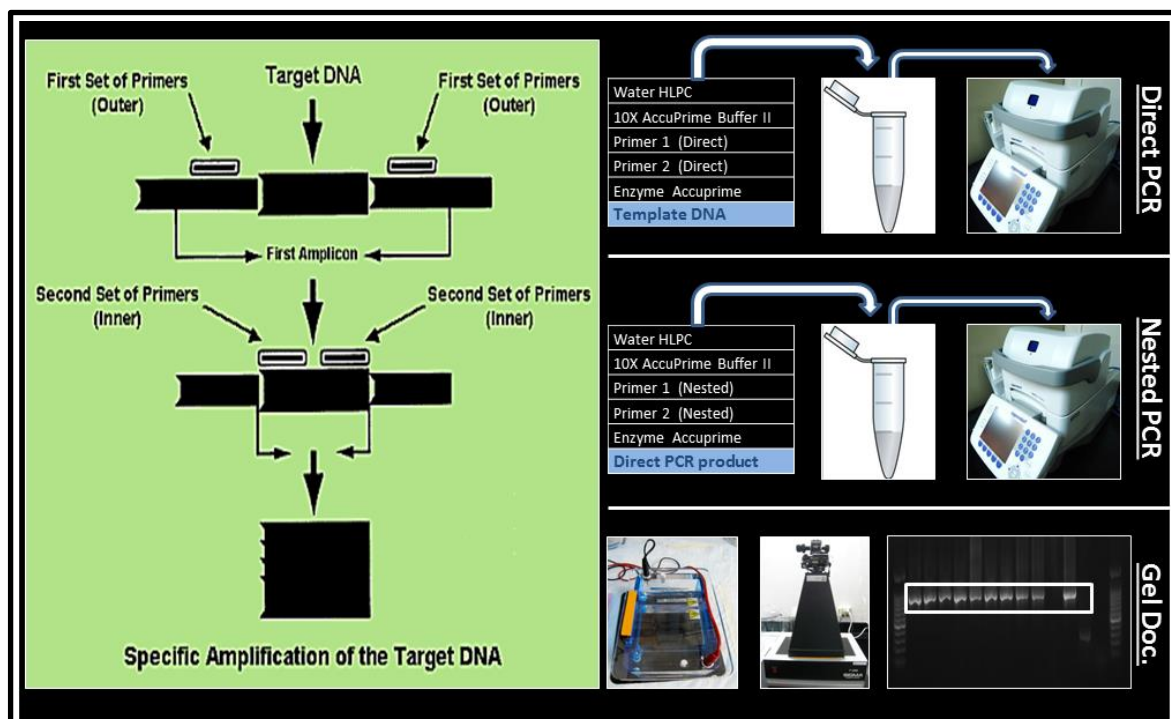 Target DNA
First Set of Primers
(Outer)
First Set of Primers
(Outer)
First Amplicon
Second Set of Primers
(Inner)
Second Set of Primers
(Inner)
Specific Amplification of the Target DNA
Water HLPC
10X AccuPrime Buffer II
Primer 1 (Direct)
Primer 2 (Direct)
Enzyme Accuprime
Template DNA
Direct PCR
Water HLPC
10X AccuPrime Buffer II
Primer 1 (Nested)
Primer 2 (Nested)
Enzyme Accuprime
Direct PCR product
Nested PCR
Gel Doc.